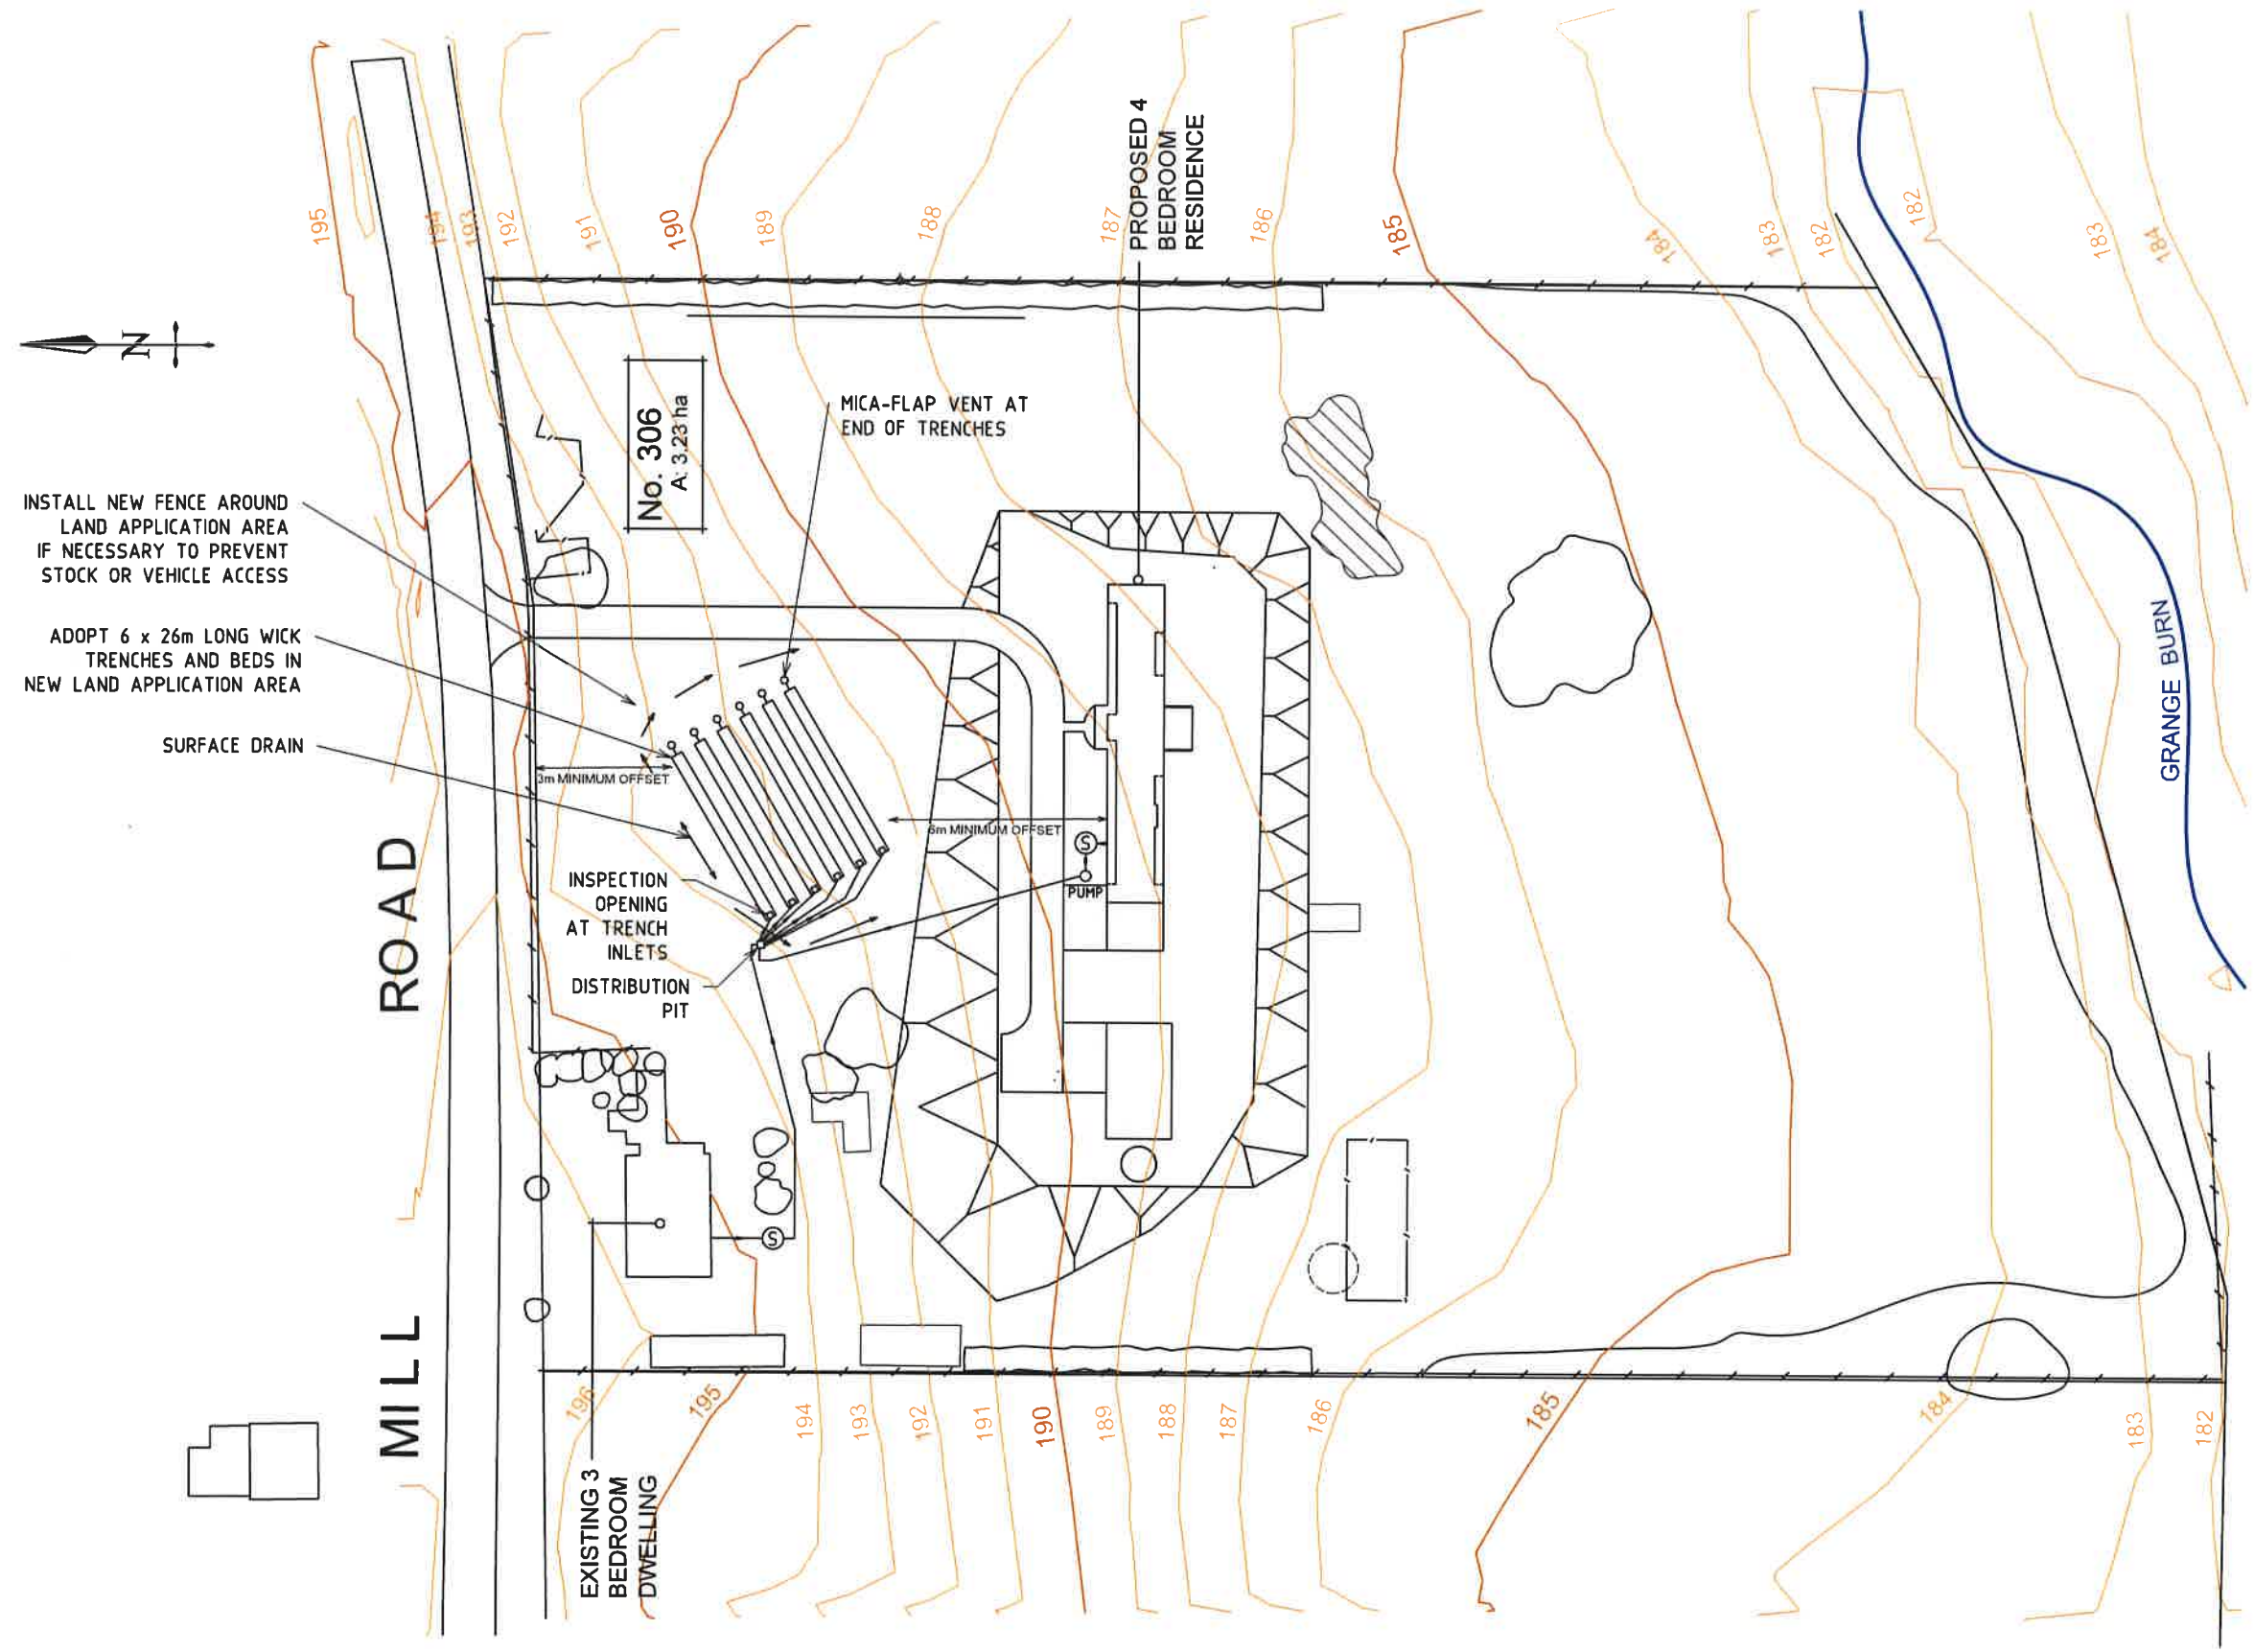 195
194
193
192
191
190
189
188
187
186
185
184
183
182
182
183
184
PROPOSED 4
BEDROOM
RESIDENCE
N
No. 306
A: 3.23 ha
MICA-FLAP VENT AT
END OF TRENCHES
INSTALL NEW FENCE AROUND
LAND APPLICATION AREA
IF NECESSARY TO PREVENT
STOCK OR VEHICLE ACCESS
ADOPT 6 x 26m LONG WICK
TRENCHES AND BEDS IN
NEW LAND APPLICATION AREA
SURFACE DRAIN
3m MINIMUM OFFSET
6m MINIMUM OFFSET
S
PUMP
INSPECTION
OPENING
AT TRENCH
INLETS
DISTRIBUTION
PIT
GRANGE BURN
MILL ROAD
S
EXISTING 3
BEDROOM
DWELLING
196
195
194
193
192
191
190
189
188
187
186
185
184
183
182